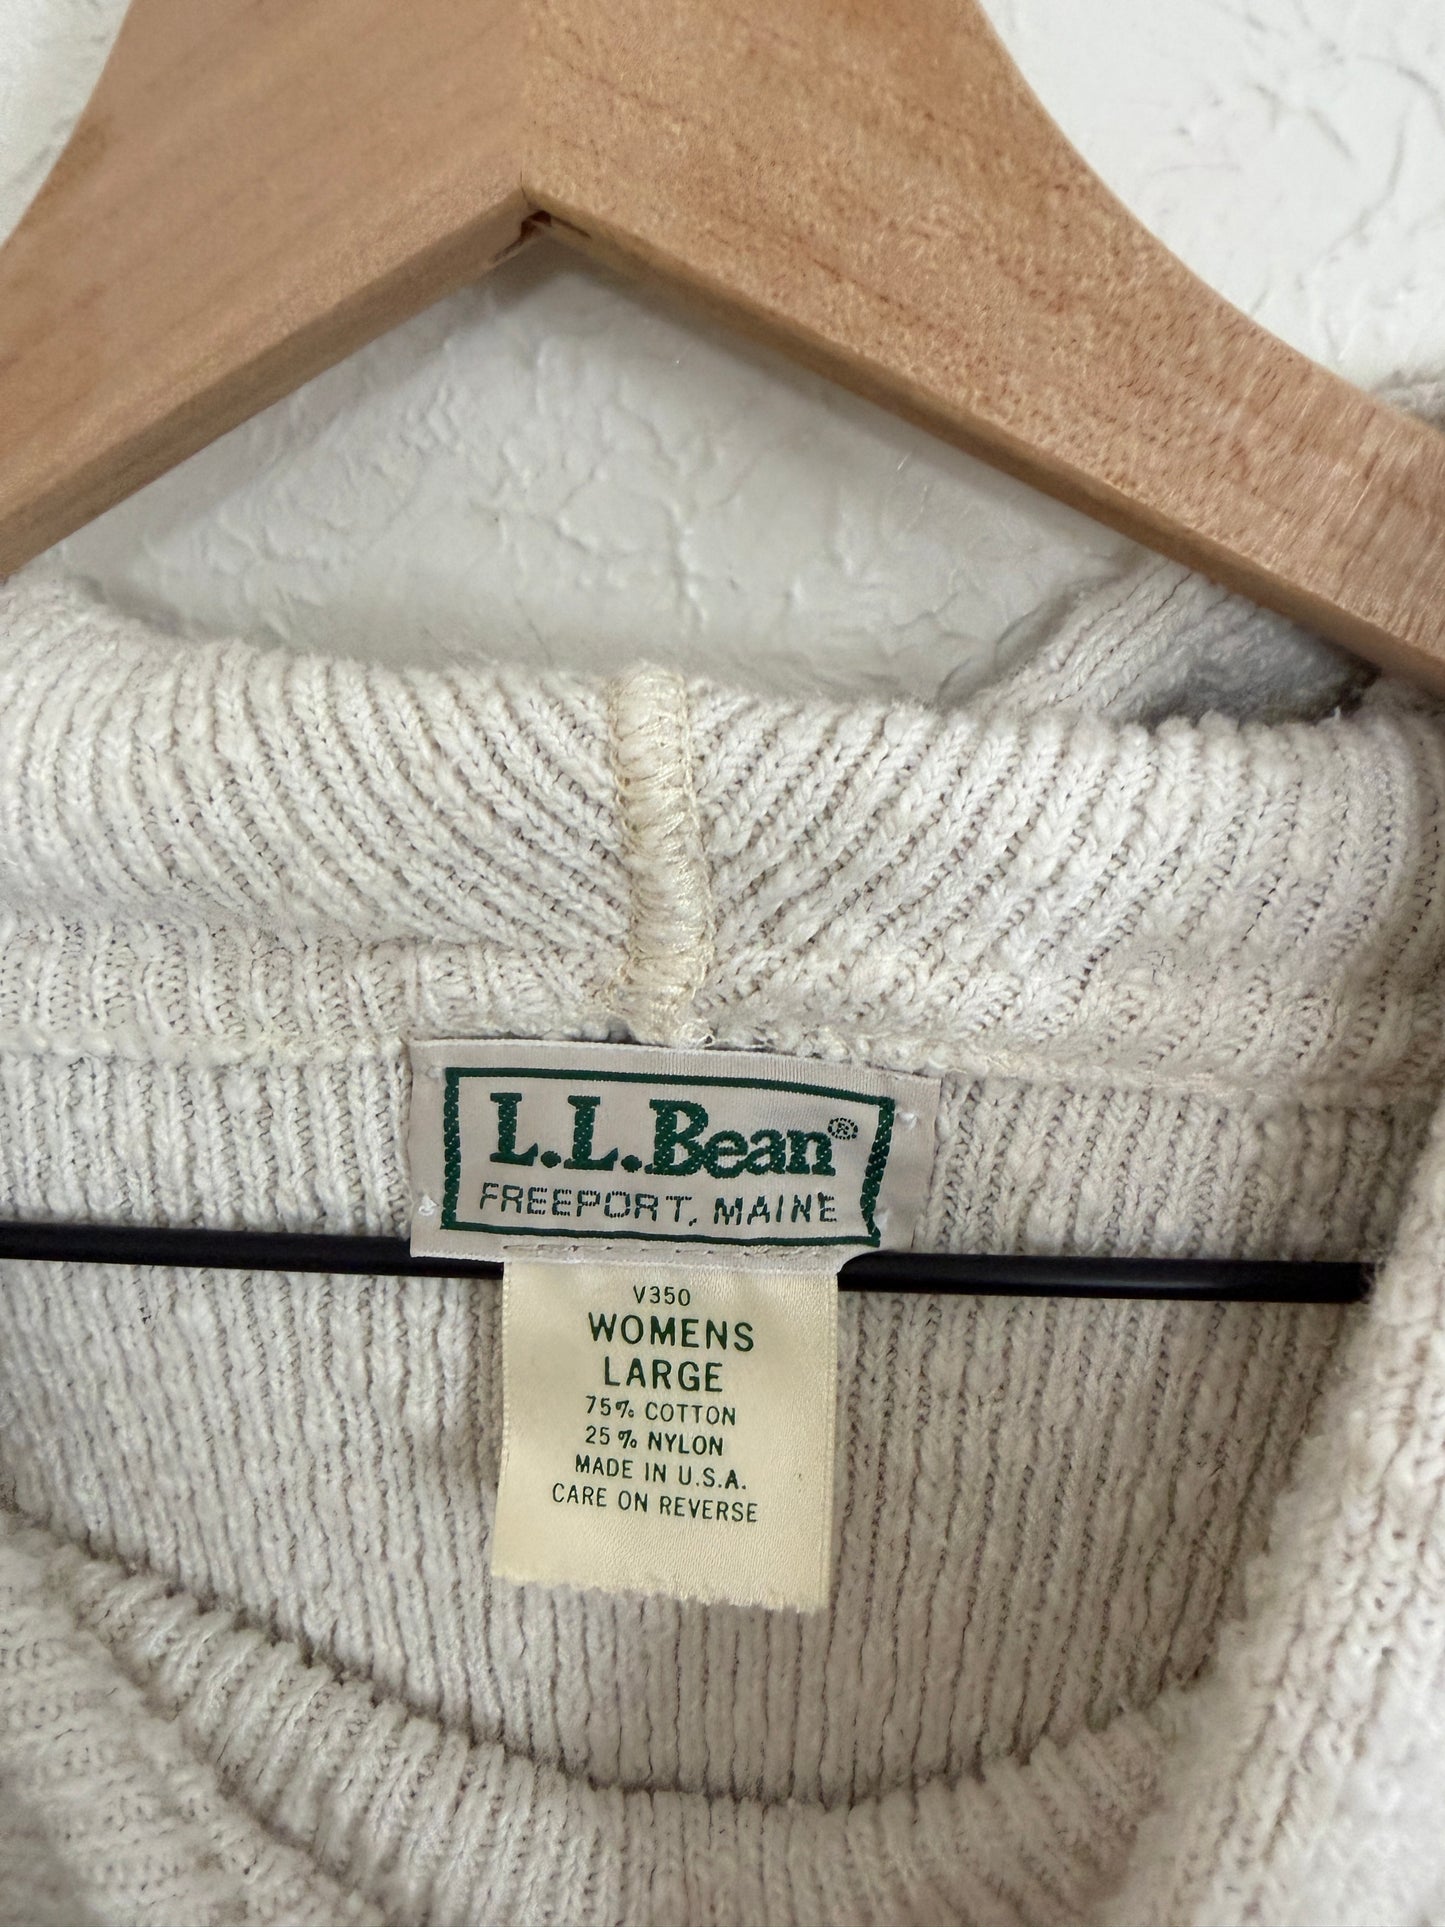 L.L.Bean®
FREEPORT, MAINE
V350
WOMENS
LARGE
75% COTTON
25% NYLON
MADE IN U.S.A.
CARE ON REVERSE